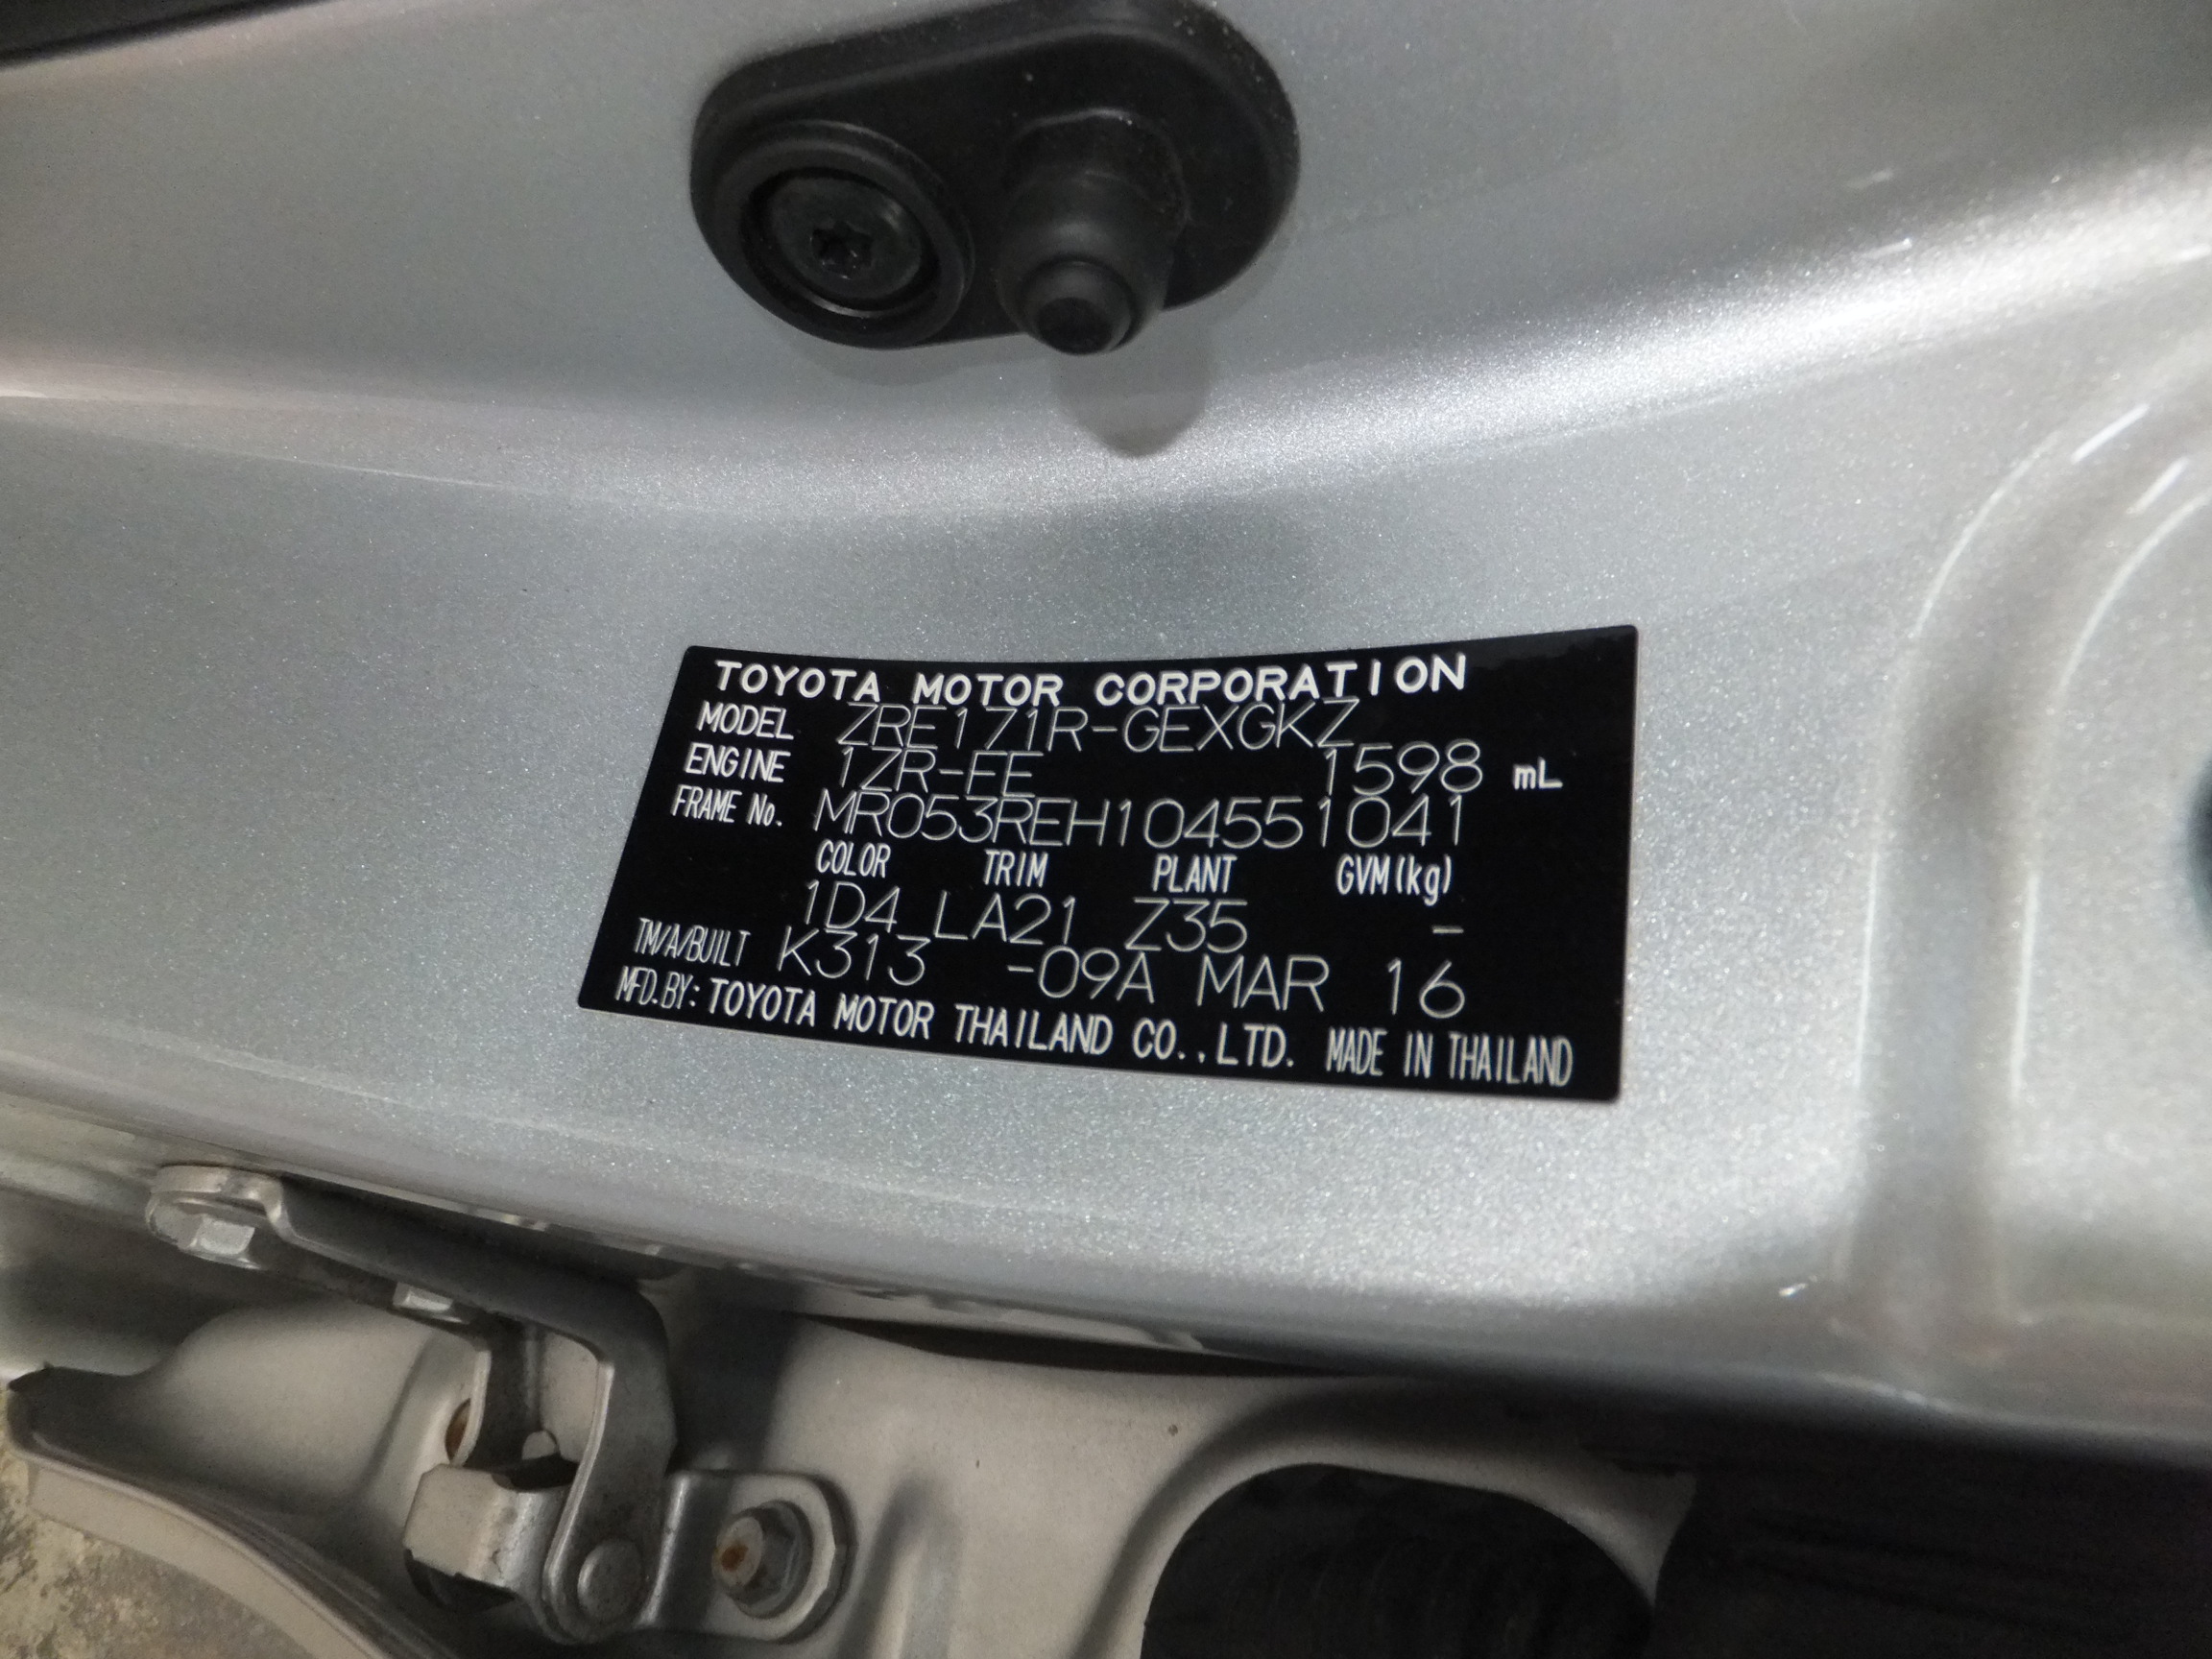 TOYOTA MOTOR CORPORATION
MODEL ZRE171R-GEXGKZ
ENGINE 1ZR-FE 1598 mL
FRAME No. MR053REH104551041
COLOR TRIM PLANT GVM(kg)
1D4 LA21 Z35 -
TM/A/BUILT K313 -09A MAR 16
MFD.BY: TOYOTA MOTOR THAILAND CO.,LTD. MADE IN THAILAND